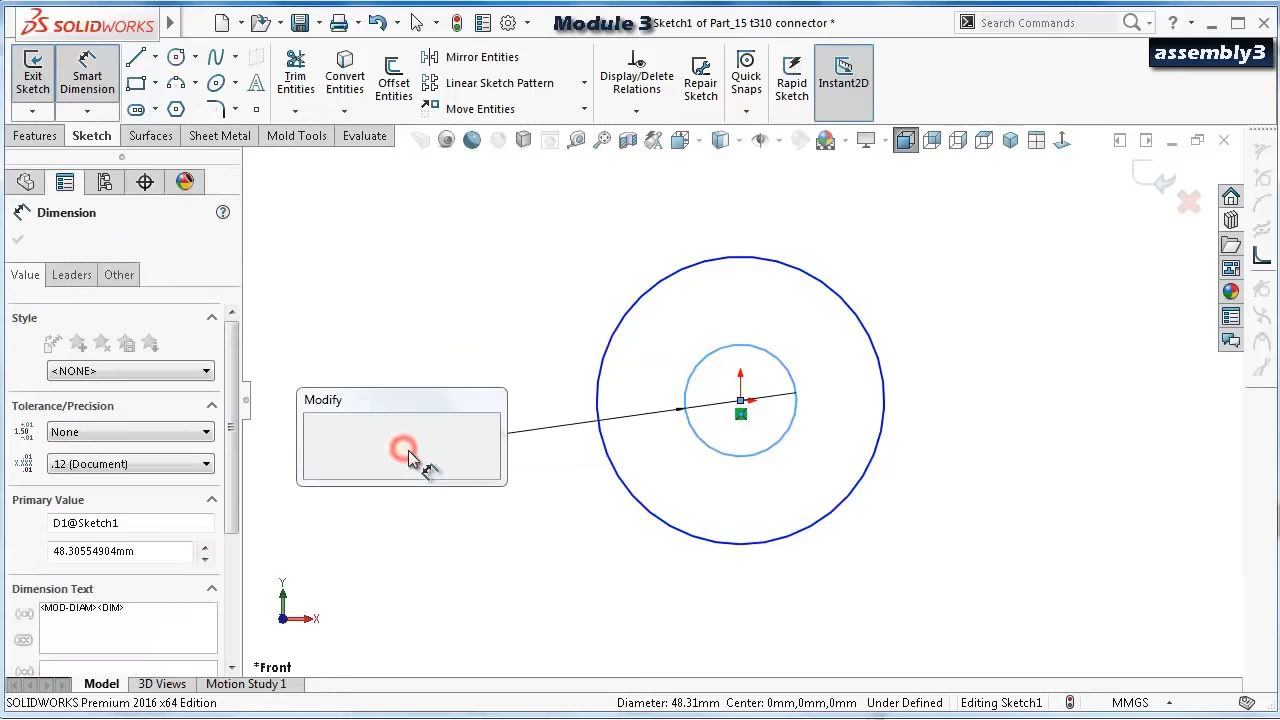 SOLIDWORKS
Module 3
Sketch1 of Part_15 t310 connector *
Search Commands
assembly3
Exit Sketch
Smart Dimension
Trim Entities
Convert Entities
Offset Entities
Mirror Entities
Linear Sketch Pattern
Move Entities
Display/Delete Relations
Repair Sketch
Quick Snaps
Rapid Sketch
Instant2D
Features
Sketch
Surfaces
Sheet Metal
Mold Tools
Evaluate
Dimension
Value
Leaders
Other
Style
<NONE>
Tolerance/Precision
None
.12 (Document)
Primary Value
D1@Sketch1
48.30554904mm
Dimension Text
<MOD-DIAM><DIM>
Modify
Y
X
*Front
Model
3D Views
Motion Study 1
SOLIDWORKS Premium 2016 x64 Edition
Diameter: 48.31mm
Center: 0mm,0mm,0mm
Under Defined
Editing Sketch1
MMGS